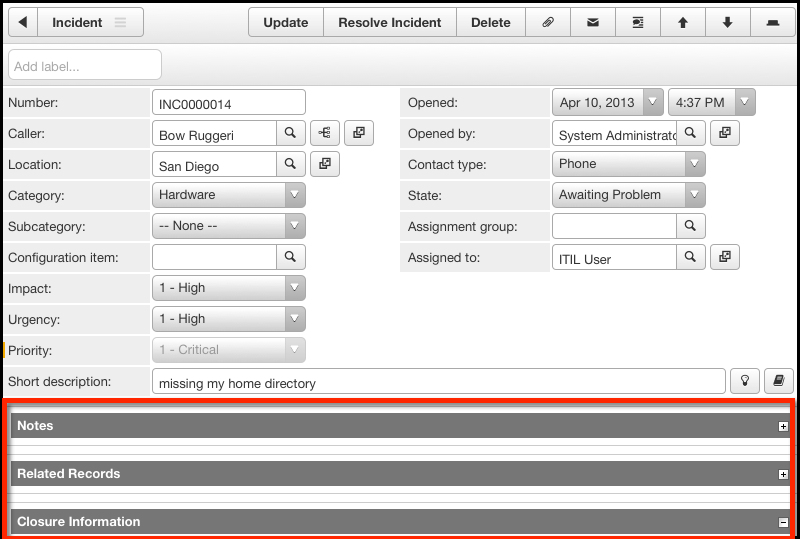 Incident Update Resolve Incident Delete
Add label...
Number: INC0000014 Opened: Apr 10, 2013 4:37 PM
Caller: Bow Ruggeri Opened by: System Administrato
Location: San Diego Contact type: Phone
Category: Hardware State: Awaiting Problem
Subcategory: -- None -- Assignment group:
Configuration item: Assigned to: ITIL User
Impact: 1 - High
Urgency: 1 - High
Priority: 1 - Critical
Short description: missing my home directory
Notes
Related Records
Closure Information